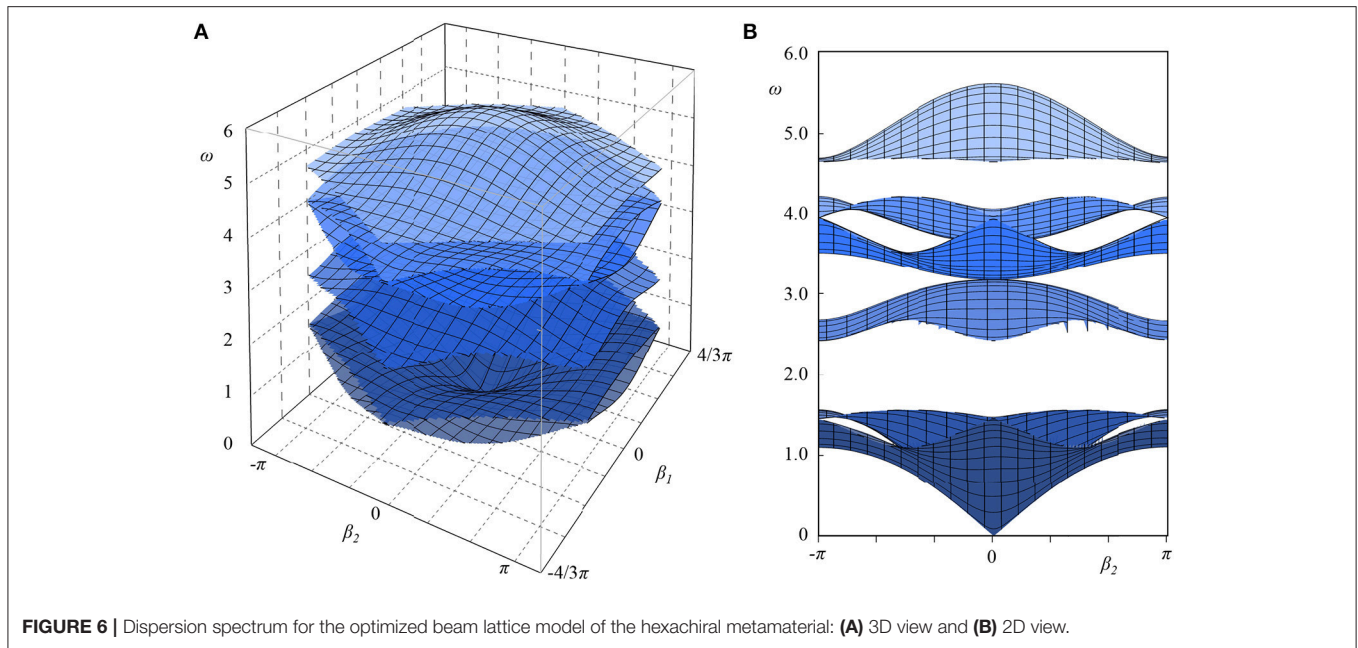 A
6
ω
5
4
3
2
1
0
-π
0
β2
π
-4/3π
0
β1
4/3π
B
6.0
ω
5.0
4.0
3.0
2.0
1.0
0
-π
0
β2
π
FIGURE 6 | Dispersion spectrum for the optimized beam lattice model of the hexachiral metamaterial: (A) 3D view and (B) 2D view.